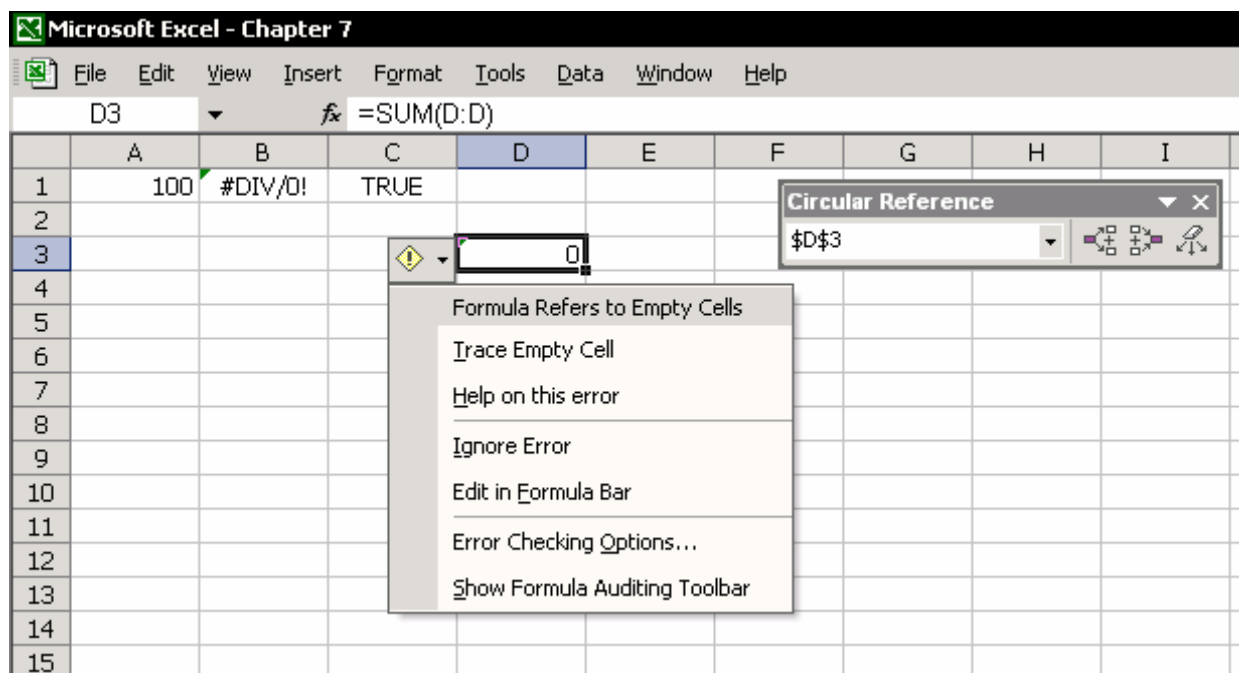 Microsoft Excel - Chapter 7
File Edit View Insert Format Tools Data Window Help
D3 fx =SUM(D:D)
A B C D E F G H I
1 100 #DIV/0! TRUE
Circular Reference
2
$D$3
3 0
4
Formula Refers to Empty Cells
5
6
Trace Empty Cell
7
Help on this error
8
9
Ignore Error
10
Edit in Formula Bar
11
12
Error Checking Options...
13
Show Formula Auditing Toolbar
14
15